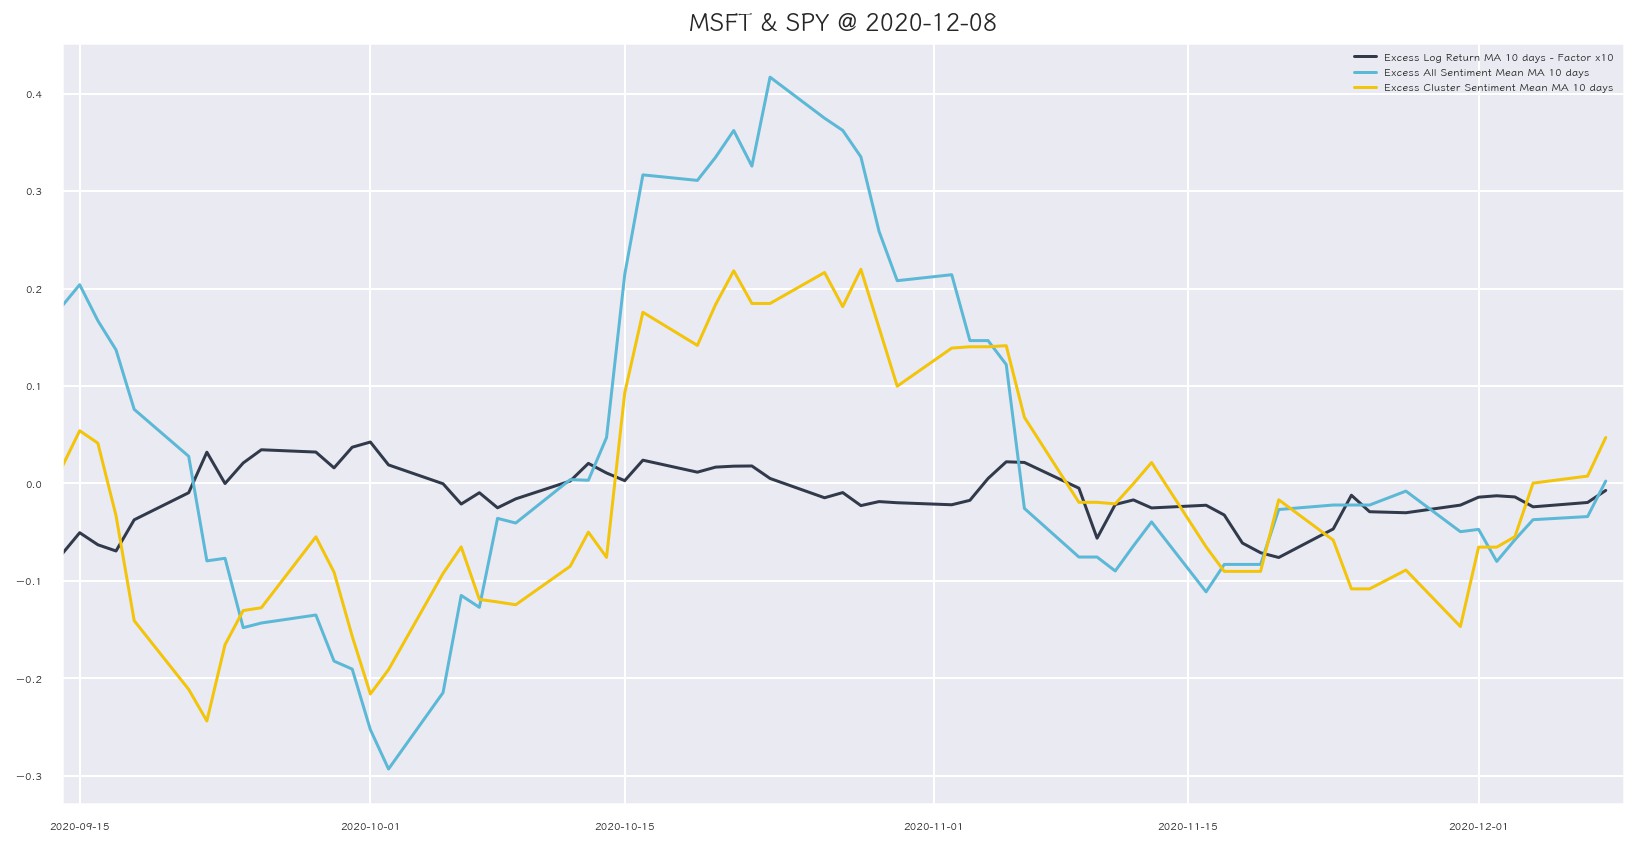 MSFT & SPY @ 2020-12-08
Excess Log Return MA 10 days - Factor x10
Excess All Sentiment Mean MA 10 days
Excess Cluster Sentiment Mean MA 10 days
0.4
0.3
0.2
0.1
0.0
−0.1
−0.2
−0.3
2020-09-15 2020-10-01 2020-10-15 2020-11-01 2020-11-15 2020-12-01